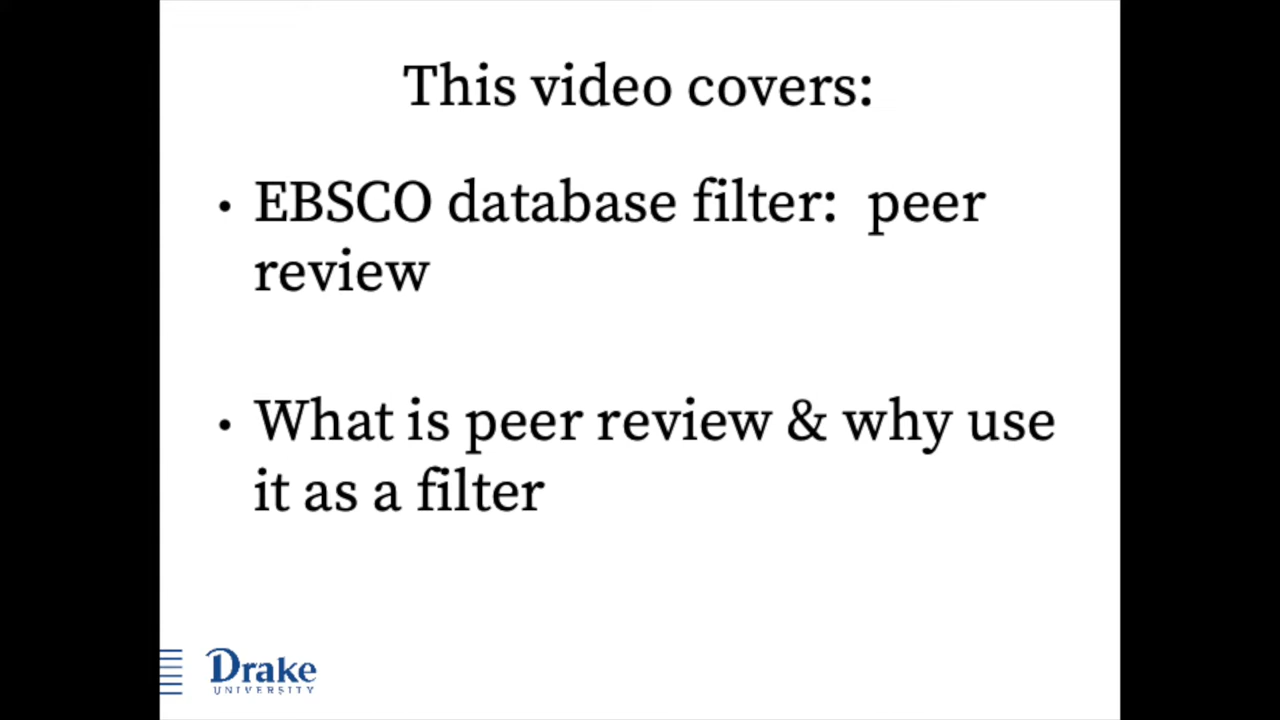 This video covers:
• EBSCO database filter:  peer
review
• What is peer review & why use
it as a filter
Drake
UNIVERSITY